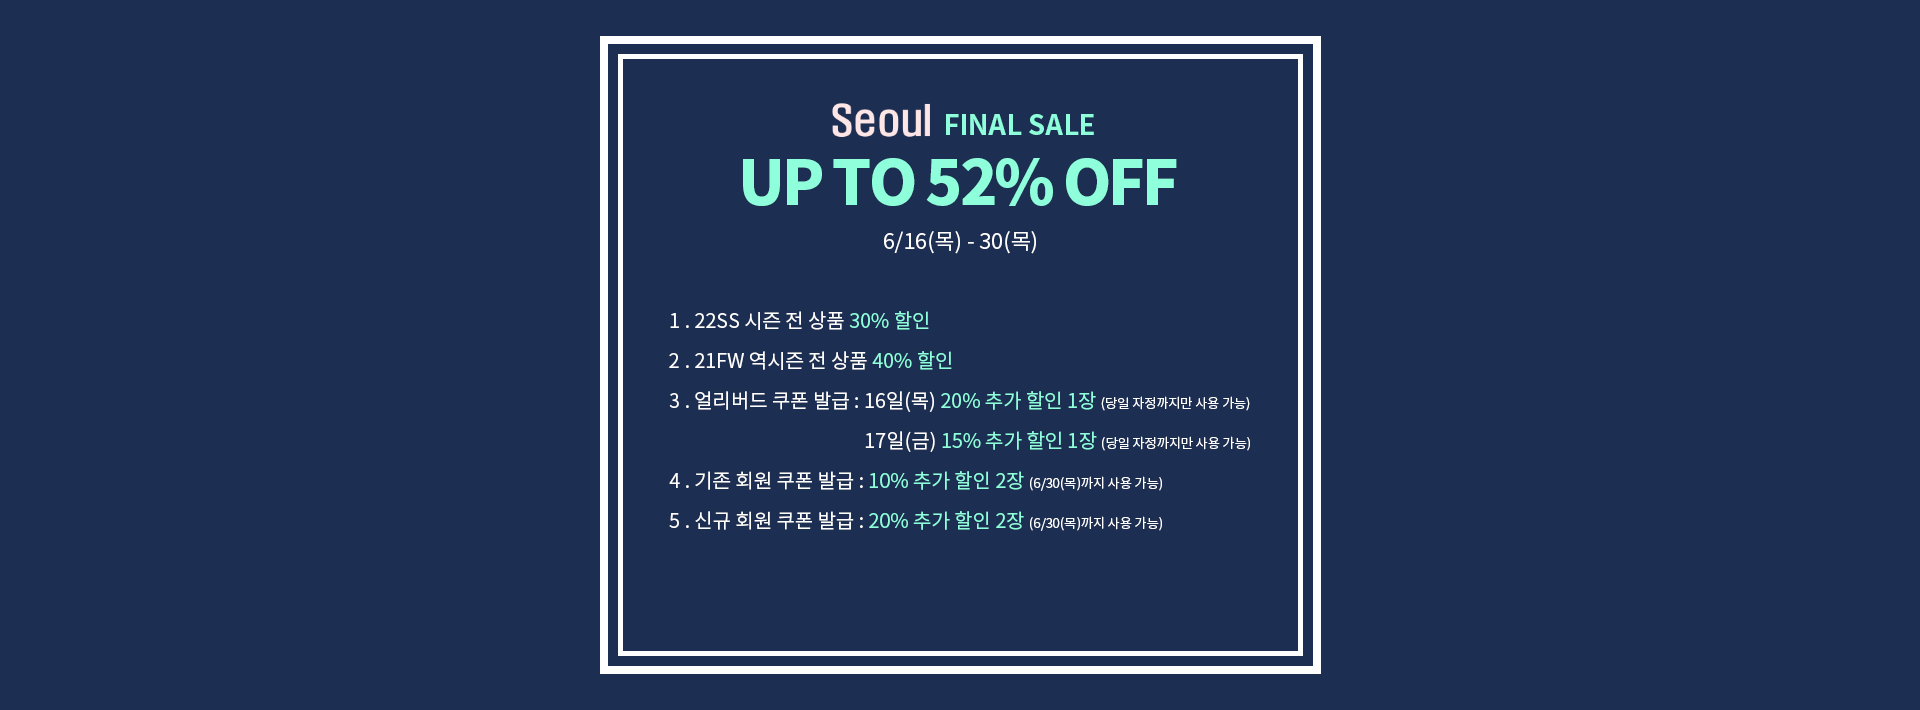 Seoul FINAL SALE
UP TO 52% OFF
6/16(목) - 30(목)
1 . 22SS 시즌 전 상품 30% 할인
2 . 21FW 역시즌 전 상품 40% 할인
3 . 얼리버드 쿠폰 발급 : 16일(목) 20% 추가 할인 1장 (당일 자정까지만 사용 가능)
17일(금) 15% 추가 할인 1장 (당일 자정까지만 사용 가능)
4 . 기존 회원 쿠폰 발급 : 10% 추가 할인 2장 (6/30(목)까지 사용 가능)
5 . 신규 회원 쿠폰 발급 : 20% 추가 할인 2장 (6/30(목)까지 사용 가능)